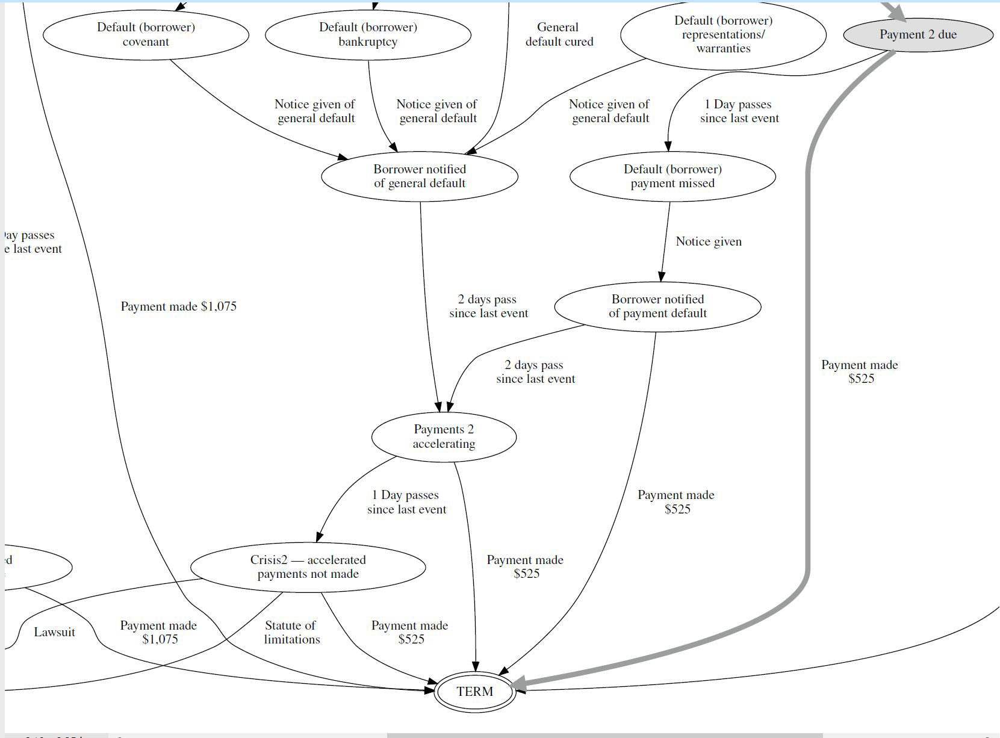 Default (borrower)
covenant
Default (borrower)
bankruptcy
General
default cured
Default (borrower)
representations/
warranties
Payment 2 due
Notice given of
general default
Notice given of
general default
Notice given of
general default
1 Day passes
since last event
Borrower notified
of general default
Default (borrower)
payment missed
passes
last event
Notice given
Payment made $1,075
2 days pass
since last event
Borrower notified
of payment default
2 days pass
since last event
Payment made
$525
Payments 2
accelerating
1 Day passes
since last event
Payment made
$525
Crisis2 — accelerated
payments not made
Payment made
$525
Lawsuit
Payment made
$1,075
Statute of
limitations
Payment made
$525
TERM